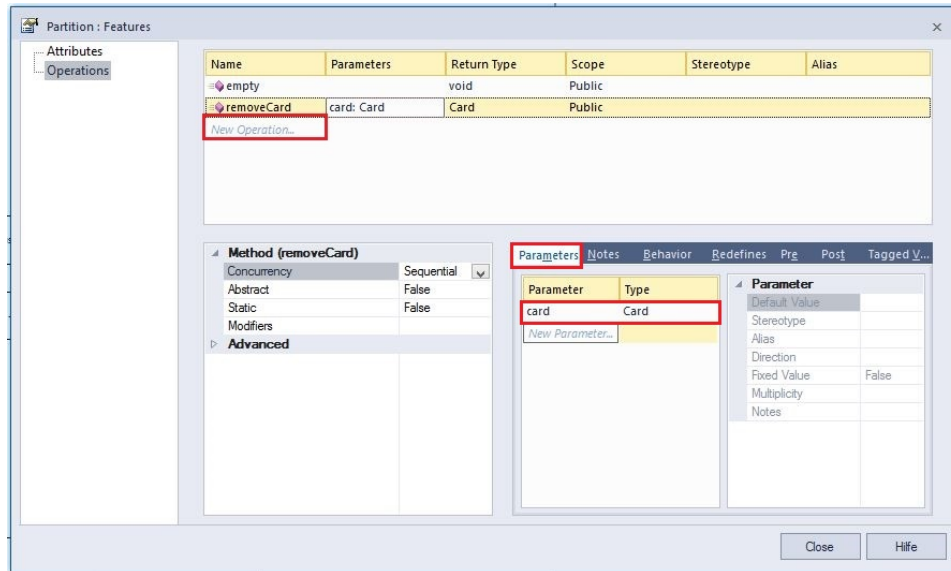 Partition : Features
Attributes
Operations
Name Parameters Return Type Scope Stereotype Alias
empty void Public
removeCard card: Card Card Public
New Operation...
Method (removeCard)
Concurrency Sequential
Abstract False
Static False
Modifiers
Advanced
Parameters Notes Behavior Redefines Pre Post Tagged V...
Parameter Type
card Card
New Parameter...
Parameter
Default Value
Stereotype
Alias
Direction
Fixed Value False
Multiplicity
Notes
Close Hilfe